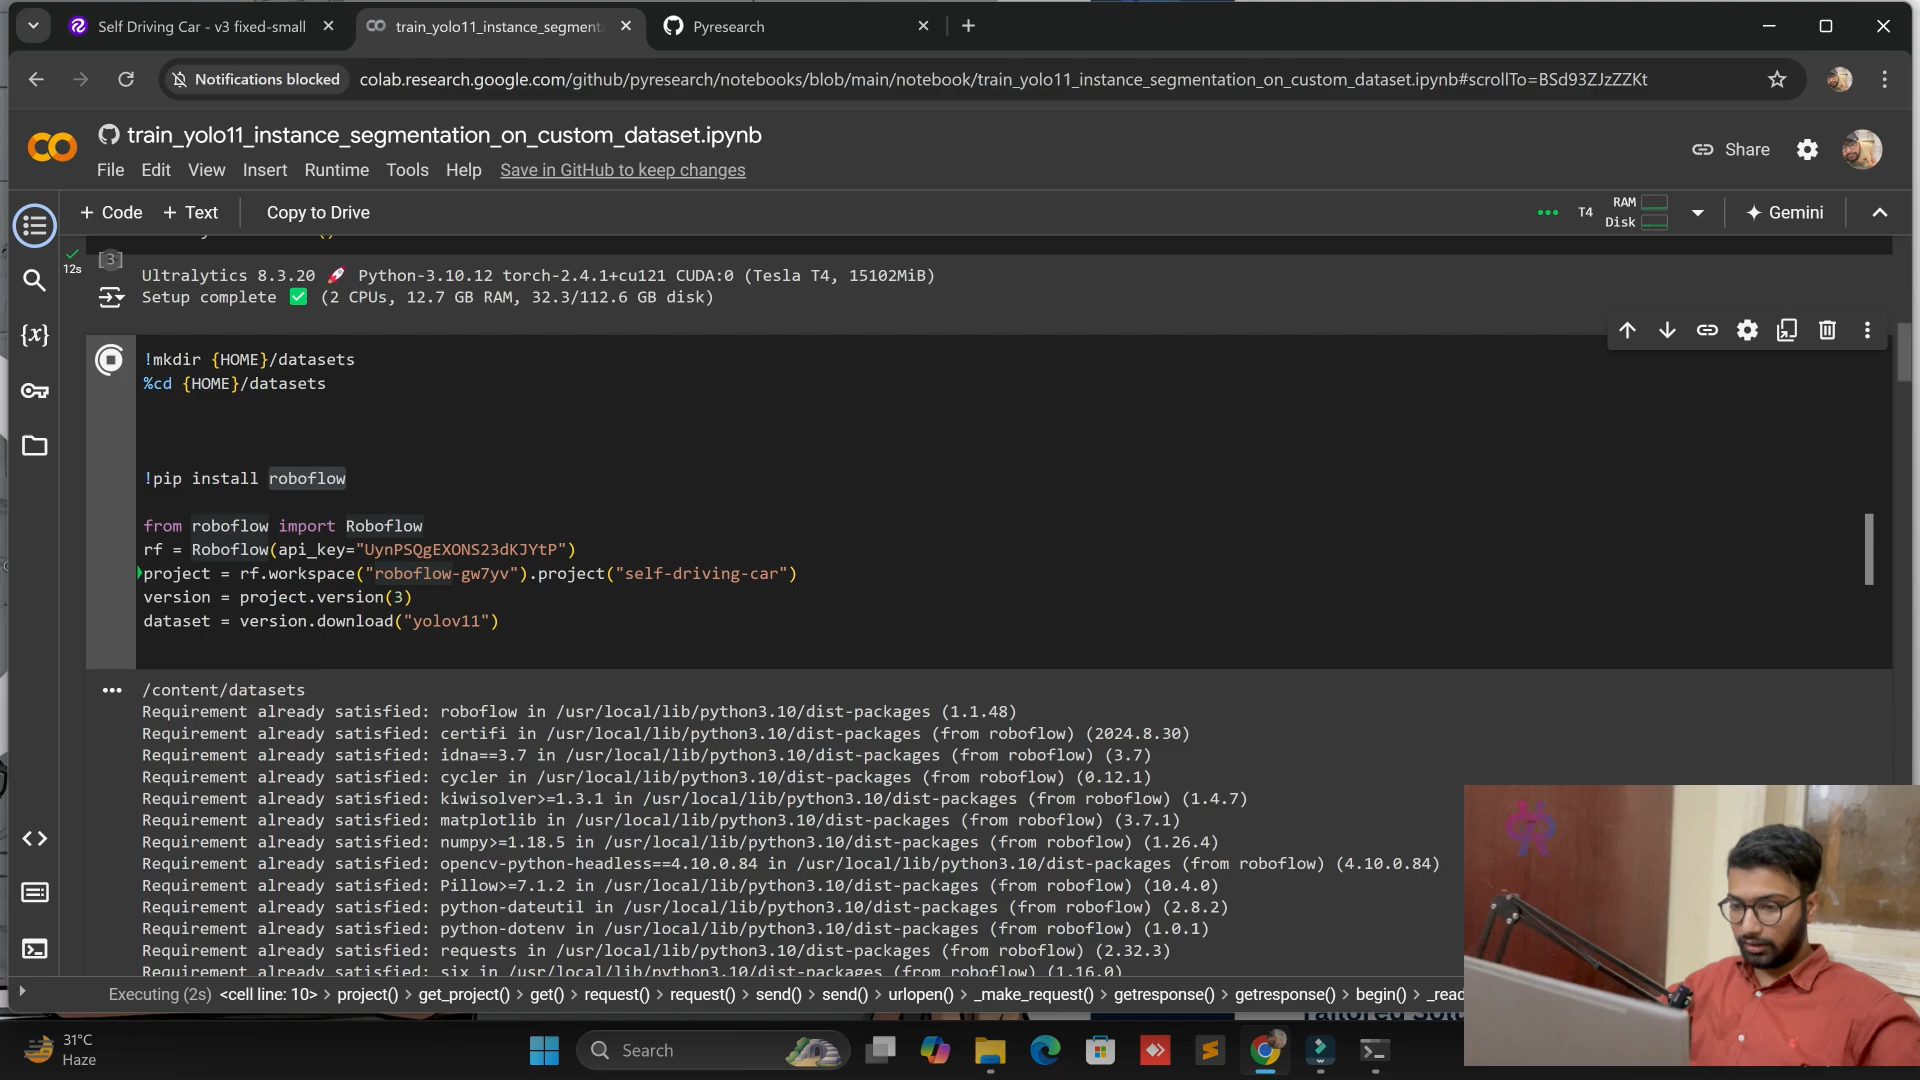 Self Driving Car - v3 fixed-small
train_yolo11_instance_segment
Pyresearch
Notifications blocked
colab.research.google.com/github/pyresearch/notebooks/blob/main/notebook/train_yolo11_instance_segmentation_on_custom_dataset.ipynb#scrollTo=BSd93ZJzZZKt
train_yolo11_instance_segmentation_on_custom_dataset.ipynb
Share
File Edit View Insert Runtime Tools Help Save in GitHub to keep changes
+ Code + Text Copy to Drive
T4 RAM Disk Gemini
12s
[3]
Ultralytics 8.3.20 🚀 Python-3.10.12 torch-2.4.1+cu121 CUDA:0 (Tesla T4, 15102MiB)
Setup complete ✅ (2 CPUs, 12.7 GB RAM, 32.3/112.6 GB disk)
!mkdir {HOME}/datasets
%cd {HOME}/datasets
!pip install roboflow
from roboflow import Roboflow
rf = Roboflow(api_key="UynPSQgEXONS23dKJYtP")
project = rf.workspace("roboflow-gw7yv").project("self-driving-car")
version = project.version(3)
dataset = version.download("yolov11")
/content/datasets
Requirement already satisfied: roboflow in /usr/local/lib/python3.10/dist-packages (1.1.48)
Requirement already satisfied: certifi in /usr/local/lib/python3.10/dist-packages (from roboflow) (2024.8.30)
Requirement already satisfied: idna==3.7 in /usr/local/lib/python3.10/dist-packages (from roboflow) (3.7)
Requirement already satisfied: cycler in /usr/local/lib/python3.10/dist-packages (from roboflow) (0.12.1)
Requirement already satisfied: kiwisolver>=1.3.1 in /usr/local/lib/python3.10/dist-packages (from roboflow) (1.4.7)
Requirement already satisfied: matplotlib in /usr/local/lib/python3.10/dist-packages (from roboflow) (3.7.1)
Requirement already satisfied: numpy>=1.18.5 in /usr/local/lib/python3.10/dist-packages (from roboflow) (1.26.4)
Requirement already satisfied: opencv-python-headless==4.10.0.84 in /usr/local/lib/python3.10/dist-packages (from roboflow) (4.10.0.84)
Requirement already satisfied: Pillow>=7.1.2 in /usr/local/lib/python3.10/dist-packages (from roboflow) (10.4.0)
Requirement already satisfied: python-dateutil in /usr/local/lib/python3.10/dist-packages (from roboflow) (2.8.2)
Requirement already satisfied: python-dotenv in /usr/local/lib/python3.10/dist-packages (from roboflow) (1.0.1)
Requirement already satisfied: requests in /usr/local/lib/python3.10/dist-packages (from roboflow) (2.32.3)
Requirement already satisfied: six in /usr/local/lib/python3.10/dist-packages (from roboflow) (1.16.0)
Executing (2s) <cell line: 10> > project() > get_project() > get() > request() > request() > send() > send() > urlopen() > _make_request() > getresponse() > getresponse() > begin() > _read
31°C
Haze
Search